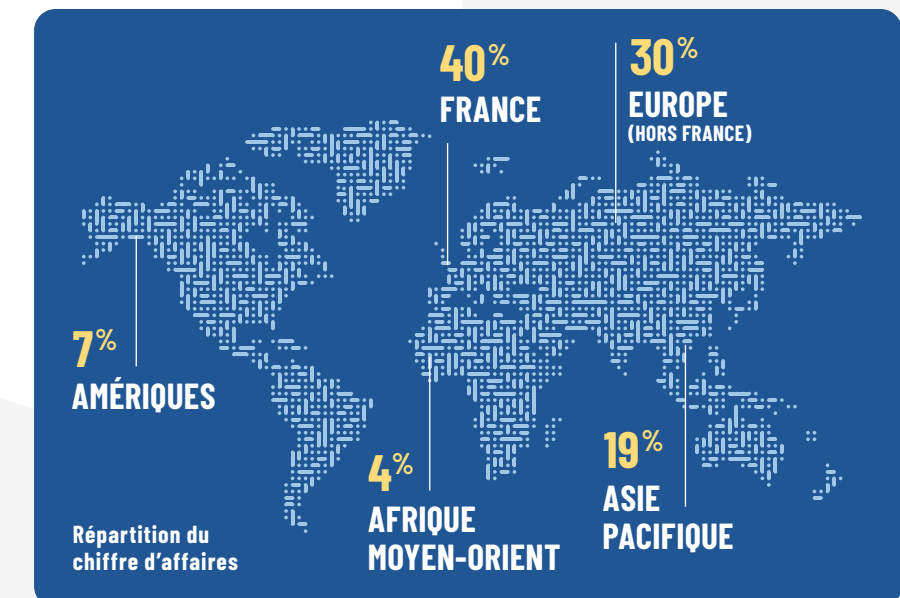 40%
FRANCE
30%
EUROPE
(HORS FRANCE)
7%
AMÉRIQUES
4%
AFRIQUE
MOYEN-ORIENT
19%
ASIE
PACIFIQUE
Répartition du
chiffre d’affaires